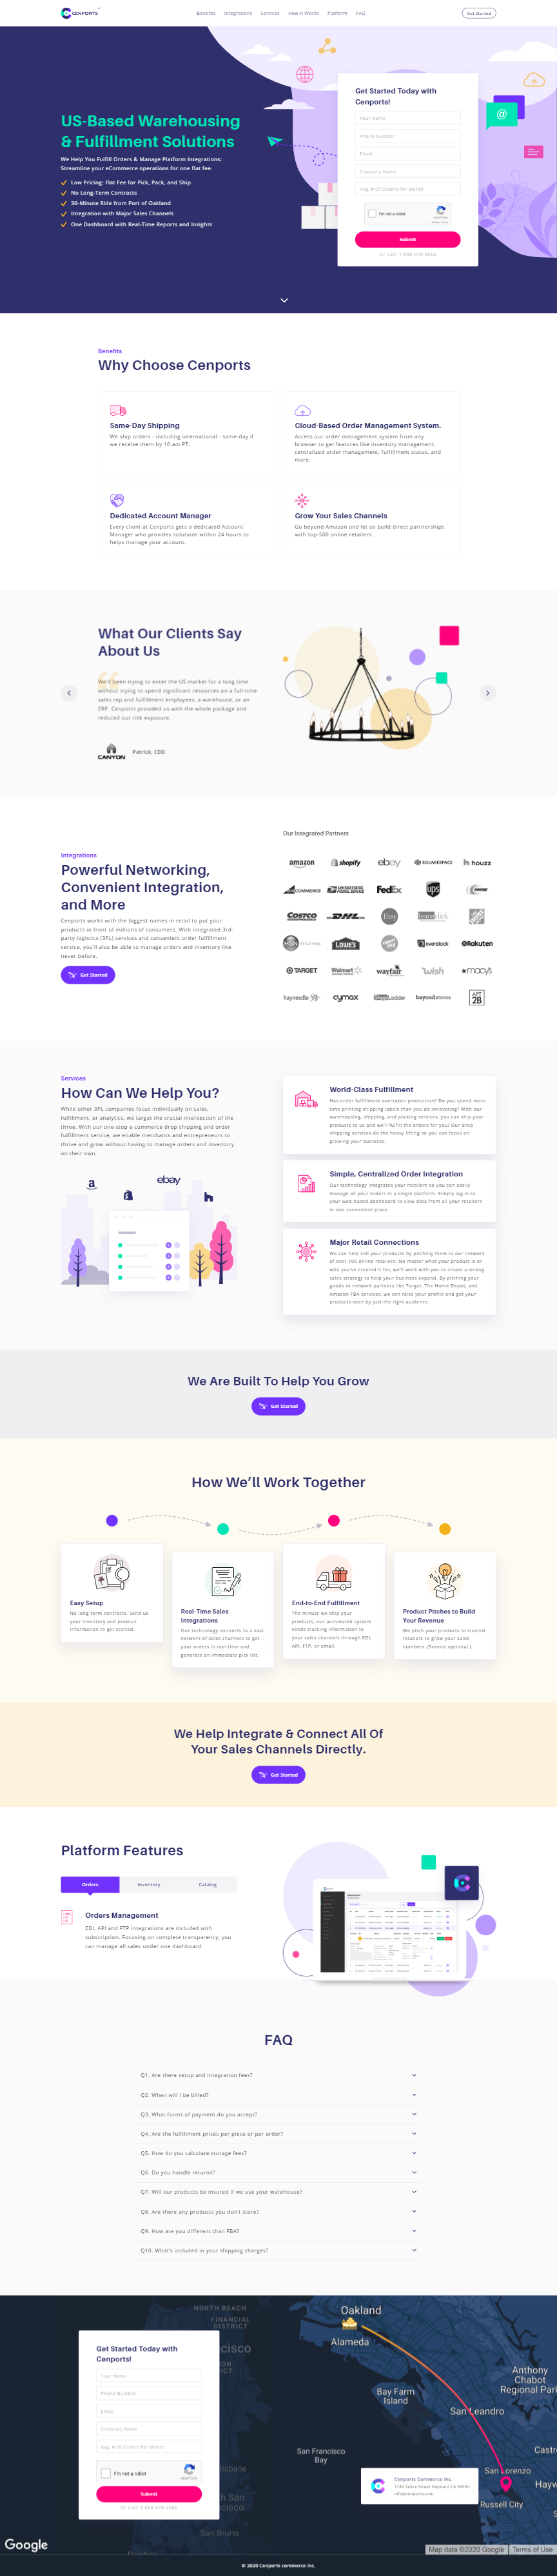 CENPORTS
Benefits Integrations Services How It Works Platform FAQ
Get Started
US-Based Warehousing
& Fulfillment Solutions
We Help You Fulfill Orders & Manage Platform Integrations:
Streamline your eCommerce operations for one flat fee.
Low Pricing: Flat Fee for Pick, Pack, and Ship
No Long-Term Contracts
30-Minute Ride from Port of Oakland
Integration with Major Sales Channels
One Dashboard with Real-Time Reports and Insights
Get Started Today with
Cenports!
Your Name
Phone Number
Email
Company Name
Avg. # Of Orders Per Month
I'm not a robot
Submit
Or Call: 1-888-970-3966
@
Benefits
Why Choose Cenports
Same-Day Shipping
We ship orders - including international - same-day if
we receive them by 10 am PT.
Cloud-Based Order Management System.
Access our order management system from any
browser to get features like inventory management,
centralized order management, fulfillment status, and
more.
Dedicated Account Manager
Every client at Cenports gets a dedicated Account
Manager who provides solutions within 24 hours to
helps manage your account.
Grow Your Sales Channels
Go beyond Amazon and let us build direct partnerships
with top 500 online retailers.
What Our Clients Say
About Us
We'd been trying to enter the US market for a long time
without trying to spend significant resources on a full-time
sales rep and fulfillment employees, a warehouse, or an
ERP. Cenports provided us with the whole package and
reduced our risk exposure.
CANYON
Patrick, CEO
Integrations
Powerful Networking,
Convenient Integration,
and More
Cenports works with the biggest names in retail to put your
products in front of millions of consumers. With integrated 3rd-
party logistics (3PL) services and convenient order fulfillment
service, you'll also be able to manage orders and inventory like
never before.
Get Started
Our Integrated Partners
amazon shopify ebay SQUARESPACE houzz
COMMERCE UNITED STATES POSTAL SERVICE FedEx ups
COSTCO DHL Etsy
HSN LOWE'S overstock Rakuten
TARGET Walmart wayfair wish macys
hayneedle cymax ShopLadder beyond.stores APT 2B
Services
How Can We Help You?
While other 3PL companies focus individually on sales,
fulfillment, or analytics, we target the crucial intersection of the
three. With our one-stop e-commerce drop shipping and order
fulfillment service, we enable merchants and entrepreneurs to
thrive and grow without having to manage orders and inventory
on their own.
a
ebay
World-Class Fulfillment
Has order fulfillment overtaken production? Do you spend more
time printing shipping labels than you do innovating? With our
warehousing, shipping, and packing services, you can ship your
products to us and we'll fulfill the orders for you! Our drop
shipping services do the heavy lifting so you can focus on
growing your business.
Simple, Centralized Order Integration
Our technology integrates your retailers so you can easily
manage all your orders in a single platform. Simply log in to
your web-based dashboard to view data from all your retailers
in one convenient place.
Major Retail Connections
We can help sell your products by pitching them to our network
of over 100 online retailers. No matter what your product is or
who you've created it for, we'll work with you to create a strong
sales strategy to help your business expand. By pitching your
goods to network partners like Target, The Home Depot, and
Amazon FBA services, we can raise your profile and get your
products seen by just the right audience.
We Are Built To Help You Grow
Get Started
How We'll Work Together
Easy Setup
No long-term contracts. Send us
your inventory and product
information to get started.
Real-Time Sales
Integrations
Our technology connects to a vast
network of sales channels to get
your orders in real time and
generate an immediate pick list.
End-to-End Fulfillment
The minute we ship your
products, our automated system
sends tracking information to
your sales channels through EDI,
API, FTP, or email.
Product Pitches to Build
Your Revenue
We pitch your products to trusted
retailers to grow your sales
numbers. (Service optional.)
We Help Integrate & Connect All Of
Your Sales Channels Directly.
Get Started
Platform Features
Orders Inventory Catalog
Orders Management
EDI, API and FTP integrations are included with
subscription. Focusing on complete transparency, you
can manage all sales under one dashboard.
FAQ
Q1. Are there setup and integration fees?
Q2. When will I be billed?
Q3. What forms of payment do you accept?
Q4. Are the fulfillment prices per piece or per order?
Q5. How do you calculate storage fees?
Q6. Do you handle returns?
Q7. Will our products be insured if we use your warehouse?
Q8. Are there any products you don't store?
Q9. How are you different than FBA?
Q10. What's included in your shipping charges?
NORTH BEACH
FINANCIAL
DISTRICT
Oakland
Alameda
Anthony
Chabot
Regional Park
Bay Farm
Island
San Leandro
San Francisco
Bay
San Lorenzo
Russell City
San Bruno
Get Started Today with
Cenports!
Your Name
Phone Number
Email
Company Name
Avg. # Of Orders Per Month
I'm not a robot
Submit
Or Call: 1-888-970-3966
Cenports Commerce Inc.
info@cenports.com
Google
Map data ©2020 Google Terms of Use
© 2020 Cenports commerce Inc.